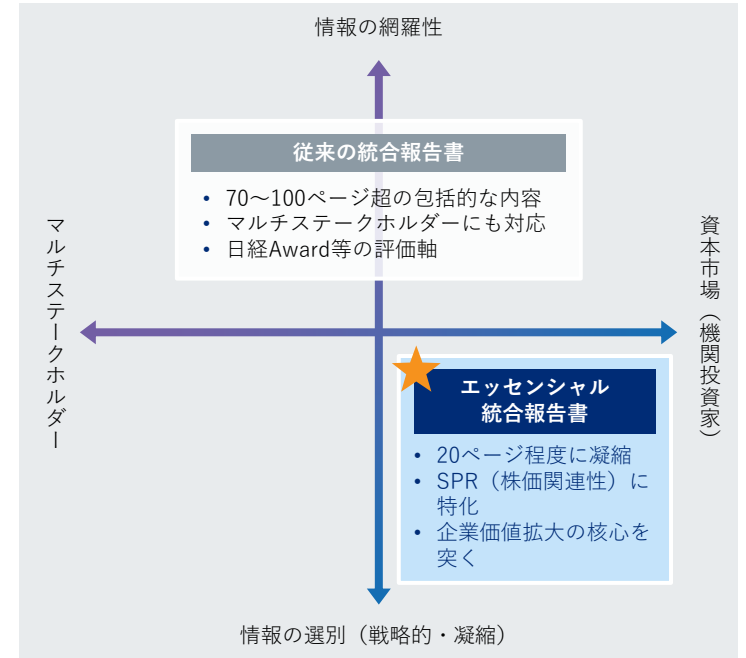 情報の網羅性
従来の統合報告書
• 70～100ページ超の包括的な内容
• マルチステークホルダーにも対応
• 日経Award等の評価軸
マルチステークホルダー
資本市場（機関投資家）
エッセンシャル
統合報告書
• 20ページ程度に凝縮
• SPR（株価関連性）に
特化
• 企業価値拡大の核心を
突く
情報の選別（戦略的・凝縮）